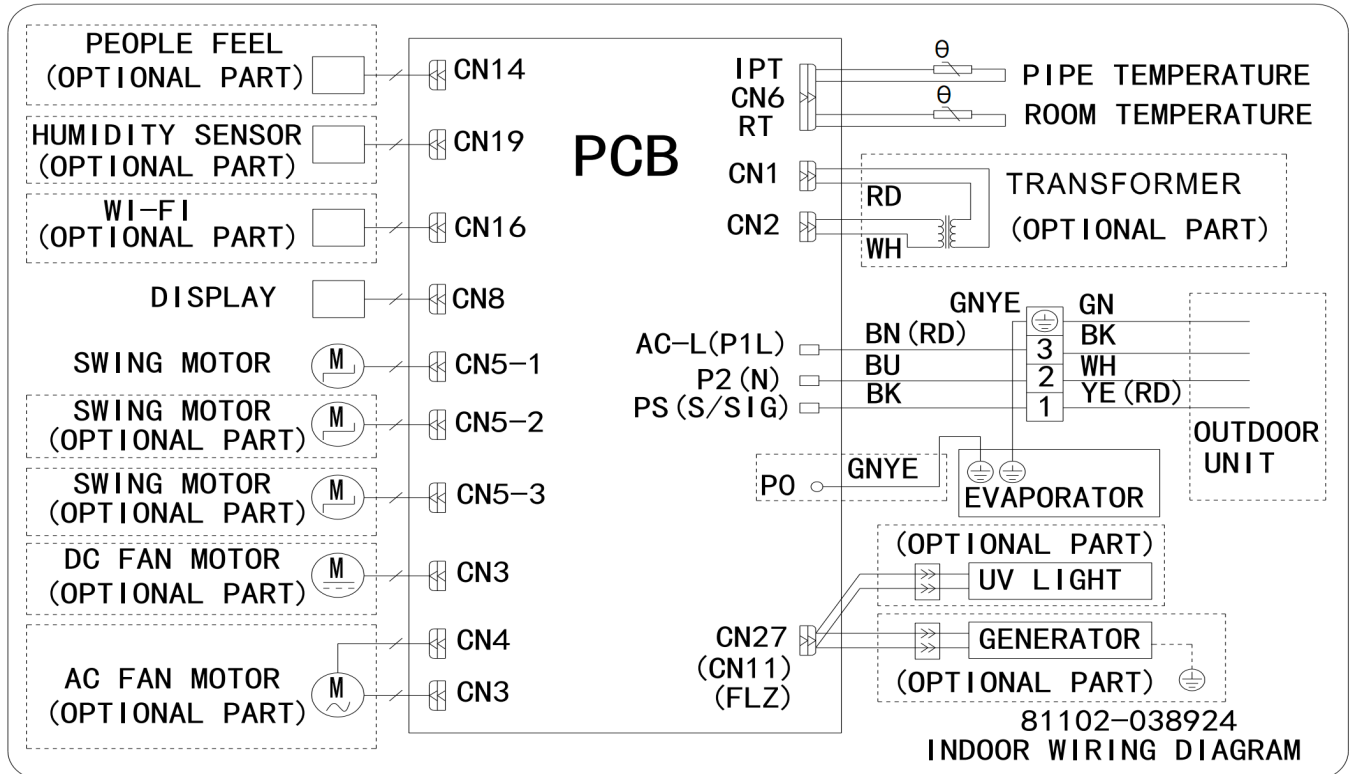 PEOPLE FEEL
(OPTIONAL PART)
CN14
HUMIDITY SENSOR
(OPTIONAL PART)
CN19
WI-FI
(OPTIONAL PART)
CN16
DISPLAY
CN8
SWING MOTOR
M
CN5-1
SWING MOTOR
(OPTIONAL PART)
M
CN5-2
SWING MOTOR
(OPTIONAL PART)
M
CN5-3
DC FAN MOTOR
(OPTIONAL PART)
M
CN3
AC FAN MOTOR
(OPTIONAL PART)
M
CN4
CN3
PCB
IPT
CN6
RT
θ
PIPE TEMPERATURE
θ
ROOM TEMPERATURE
CN1
RD
CN2
WH
TRANSFORMER
(OPTIONAL PART)
GNYE
GN
AC-L(P1L)
BN(RD)
3
BK
P2(N)
BU
2
WH
PS(S/SIG)
BK
1
YE(RD)
OUTDOOR
UNIT
P0
GNYE
EVAPORATOR
(OPTIONAL PART)
UV LIGHT
CN27
(CN11)
(FLZ)
GENERATOR
(OPTIONAL PART)
81102-038924
INDOOR WIRING DIAGRAM